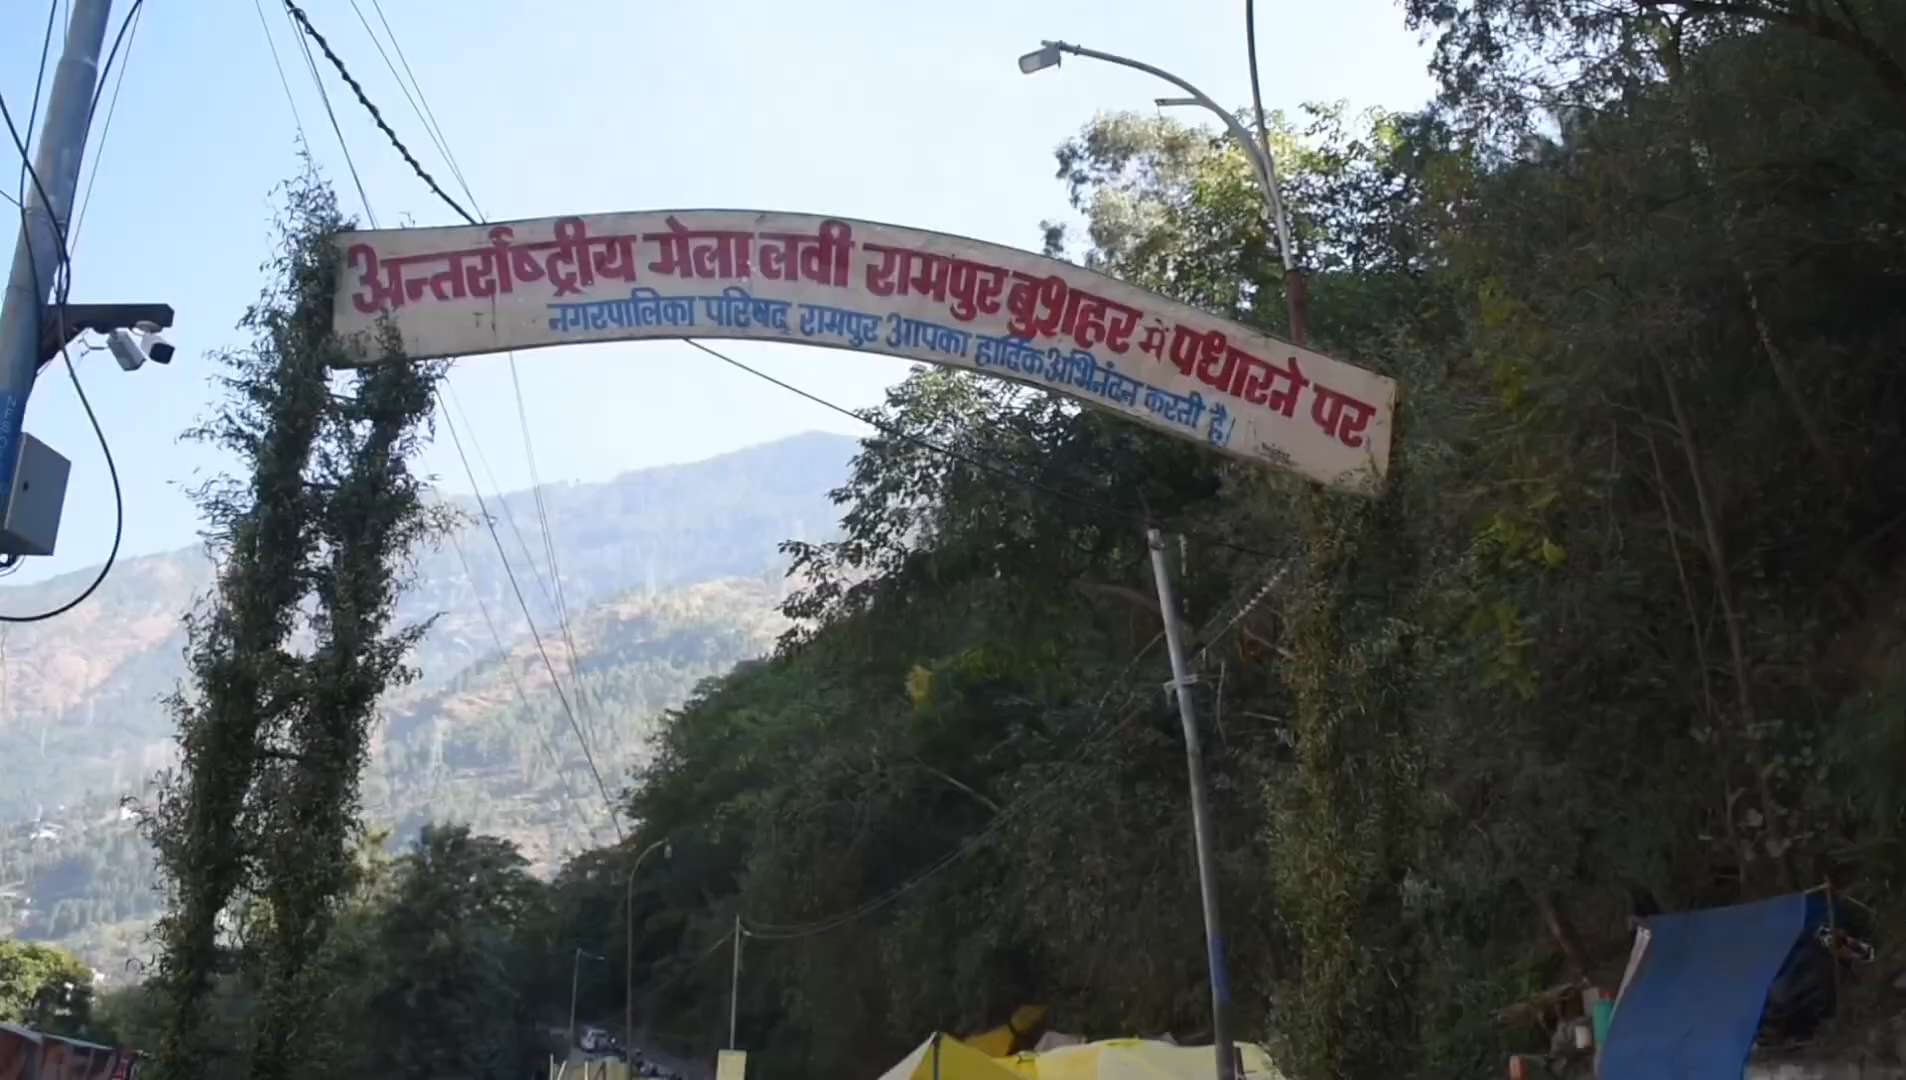 अन्तर्राष्ट्रीय मेला लवी रामपुर बुशहर में पधारने पर
नगरपालिका परिषद रामपुर आपका हार्दिक अभिनंदन करती है।